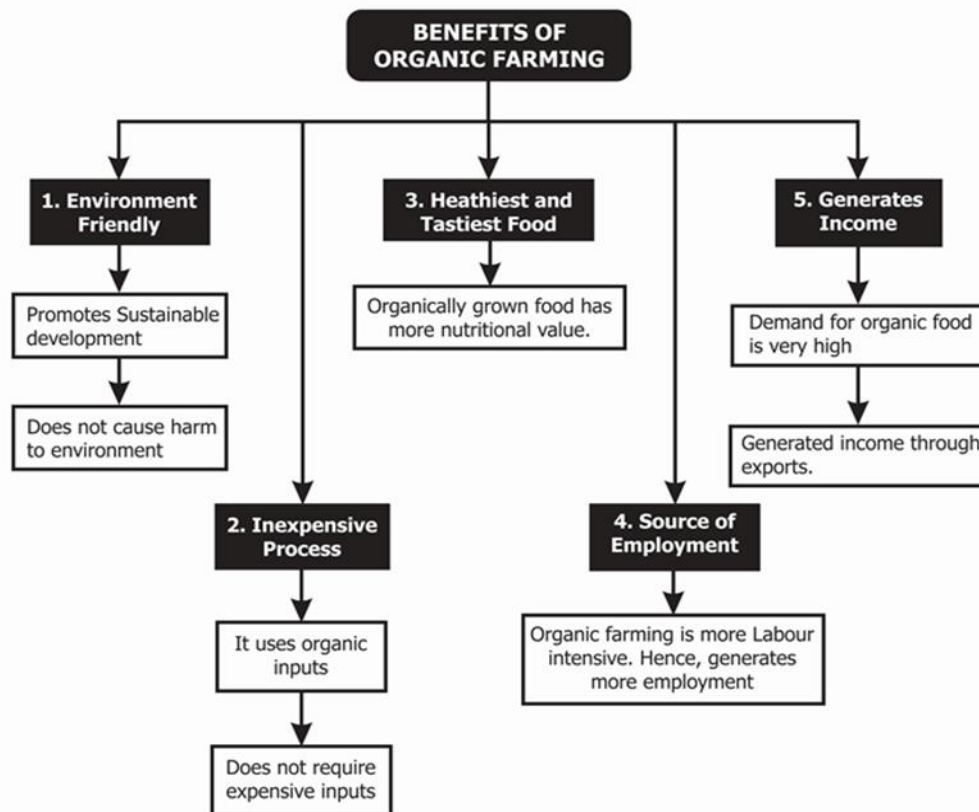 BENEFITS OF
ORGANIC FARMING
1. Environment
Friendly
Promotes Sustainable
development
Does not cause harm
to environment
2. Inexpensive
Process
It uses organic
inputs
Does not require
expensive inputs
3. Heathiest and
Tastiest Food
Organically grown food has
more nutritional value.
4. Source of
Employment
Organic farming is more Labour
intensive. Hence, generates
more employment
5. Generates
Income
Demand for organic food
is very high
Generated income through
exports.